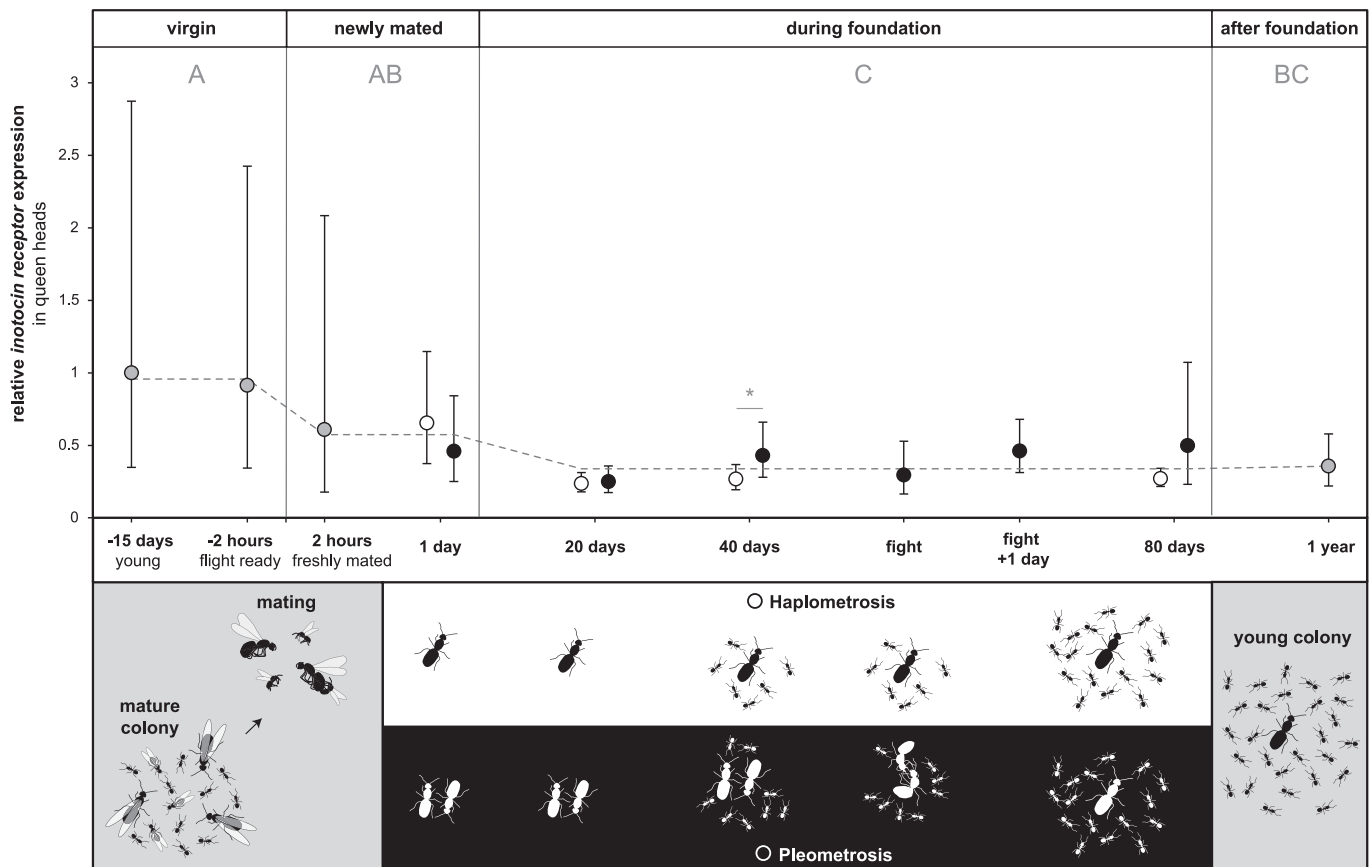 virgin
newly mated
during foundation
after foundation
A
AB
C
BC
relative inotocin receptor expression
in queen heads
3
2.5
2
1.5
1
0.5
0
*
-15 days
young
-2 hours
flight ready
2 hours
freshly mated
1 day
20 days
40 days
fight
fight
+1 day
80 days
1 year
mating
mature
colony
Haplometrosis
Pleometrosis
young colony